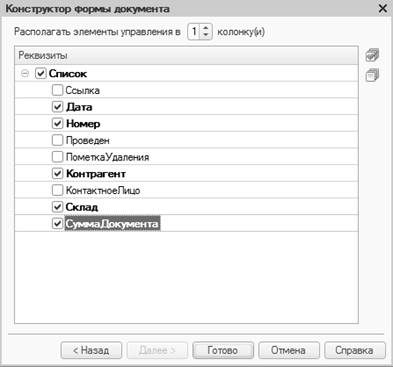 Конструктор формы документа
Располагать элементы управления в 1 колонку(и)
Реквизиты
Список
Ссылка
Дата
Номер
Проведен
ПометкаУдаления
Контрагент
КонтактноеЛицо
Склад
СуммаДокумента
< Назад Далее > Готово Отмена Справка